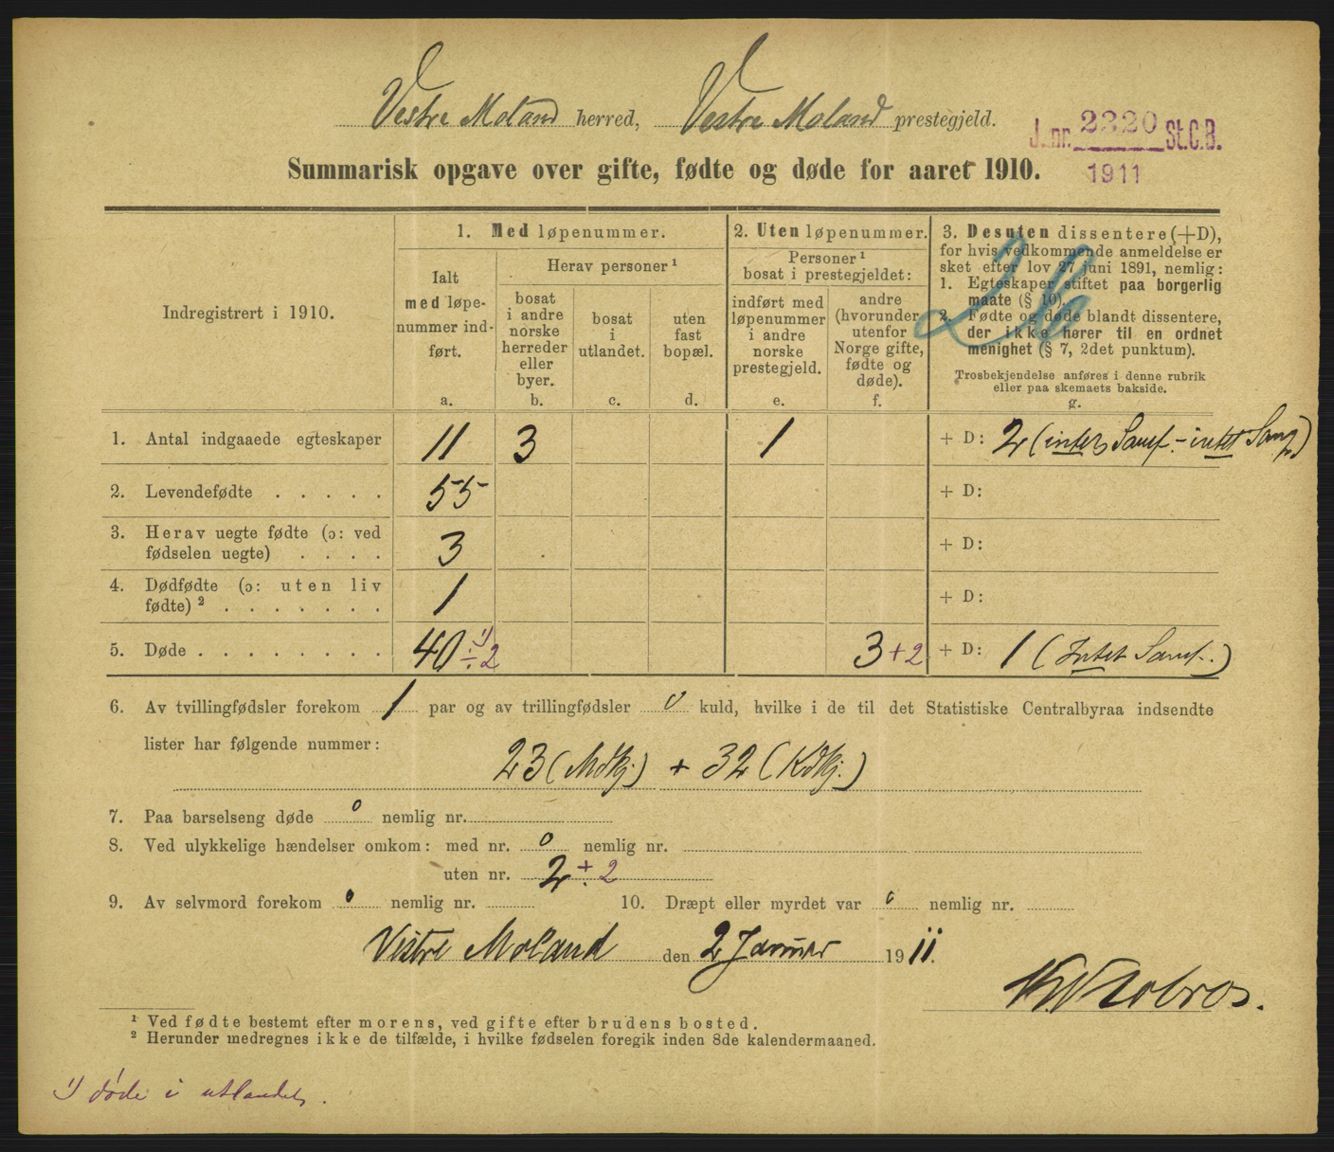 Vestre Moland herred, Vestre Moland prestegjeld.
J. nr. 2320 St. C. B.
1911
Summarisk opgave over gifte, fødte og døde for aaret 1910.
Indregistrert i 1910.
1. Med løpenummer.
Ialt
med løpe-
nummer ind-
ført.
a.
Herav personer ¹
bosat
i andre
norske
herreder
eller
byer.
b.
bosat
i
utlandet.
c.
uten
fast
bopæl.
d.
2. Uten løpenummer.
Personer ¹
bosat i prestegjeldet:
indført med
løpenummer
i andre
norske
prestegjeld.
e.
andre
(hvorunder
utenfor
Norge gifte,
fødte og
døde).
f.
3. Desuten dissentere (+D),
for hvis vedkommende anmeldelse er
sket efter lov 27 juni 1891, nemlig:
1. Egteskaper stiftet paa borgerlig
maate (§ 10).
2. Fødte og døde blandt dissentere,
der ikke hører til en ordnet
menighet (§ 7, 2det punktum).
Trosbekjendelse anføres i denne rubrik
eller paa skemaets bakside.
g.
1. Antal indgaaede egteskaper 11 3 1 + D: 2 (intet Samf. - intet Samf.)
2. Levendefødte . . . . . 55 + D:
3. Herav uegte fødte (ɔ: ved
fødselen uegte) . . . . 3 + D:
4. Dødfødte (ɔ: uten liv
fødte) ² . . . . . . . 1 + D:
5. Døde . . . . . . . . 40 ÷ 2 ¹) 3 + 2 + D: 1 (Intet Samf.)
6. Av tvillingfødsler forekom 1 par og av trillingfødsler 0 kuld, hvilke i de til det Statistiske Centralbyraa indsendte
lister har følgende nummer:
23 (Mdkj.) + 32 (Kdkj.)
7. Paa barselseng døde 0 nemlig nr.
8. Ved ulykkelige hændelser omkom: med nr. 0 nemlig nr.
uten nr. 2 + 2
9. Av selvmord forekom 0 nemlig nr. 10. Dræpt eller myrdet var 0 nemlig nr.
Vestre Moland den 2 Januar 1911.
¹ Ved fødte bestemt efter morens, ved gifte efter brudens bosted.
² Herunder medregnes ikke de tilfælde, i hvilke fødselen foregik inden 8de kalendermaaned.
¹) døde i utlandet.